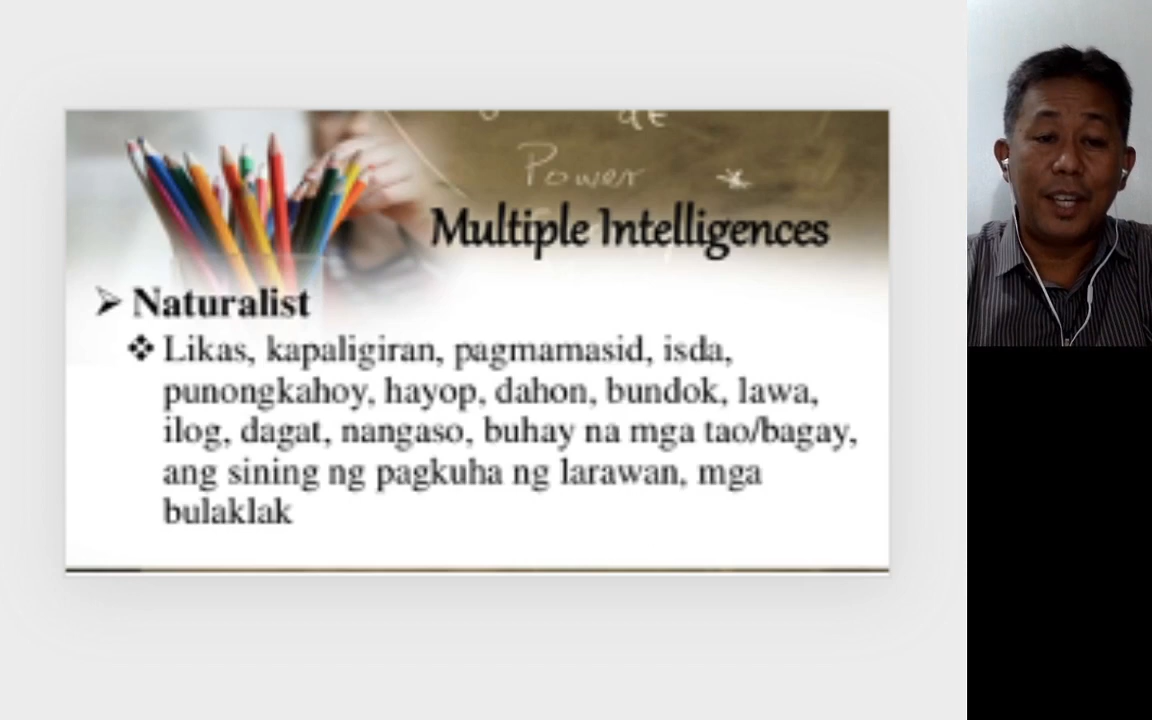 Power
Multiple Intelligences
Naturalist
Likas, kapaligiran, pagmamasid, isda,
punongkahoy, hayop, dahon, bundok, lawa,
ilog, dagat, nangaso, buhay na mga tao/bagay,
ang sining ng pagkuha ng larawan, mga
bulaklak